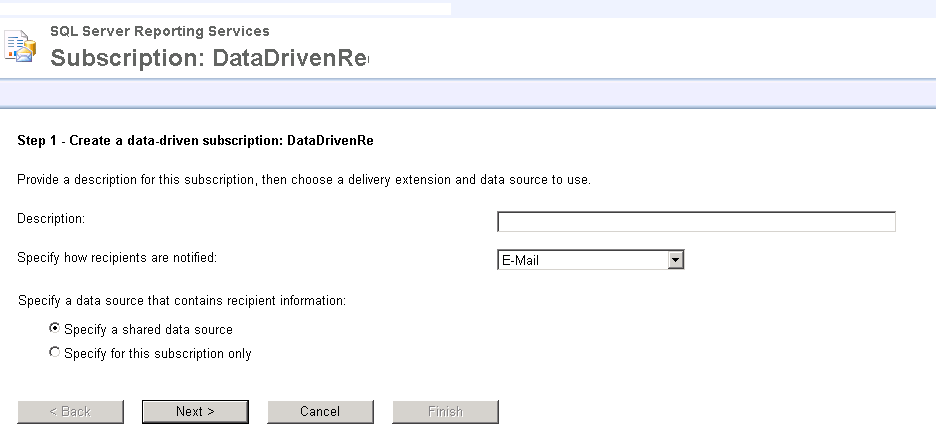 SQL Server Reporting Services
Subscription: DataDrivenRe
Step 1 - Create a data-driven subscription: DataDrivenRe
Provide a description for this subscription, then choose a delivery extension and data source to use.
Description:
Specify how recipients are notified: E-Mail
Specify a data source that contains recipient information:
Specify a shared data source
Specify for this subscription only
< Back Next > Cancel Finish